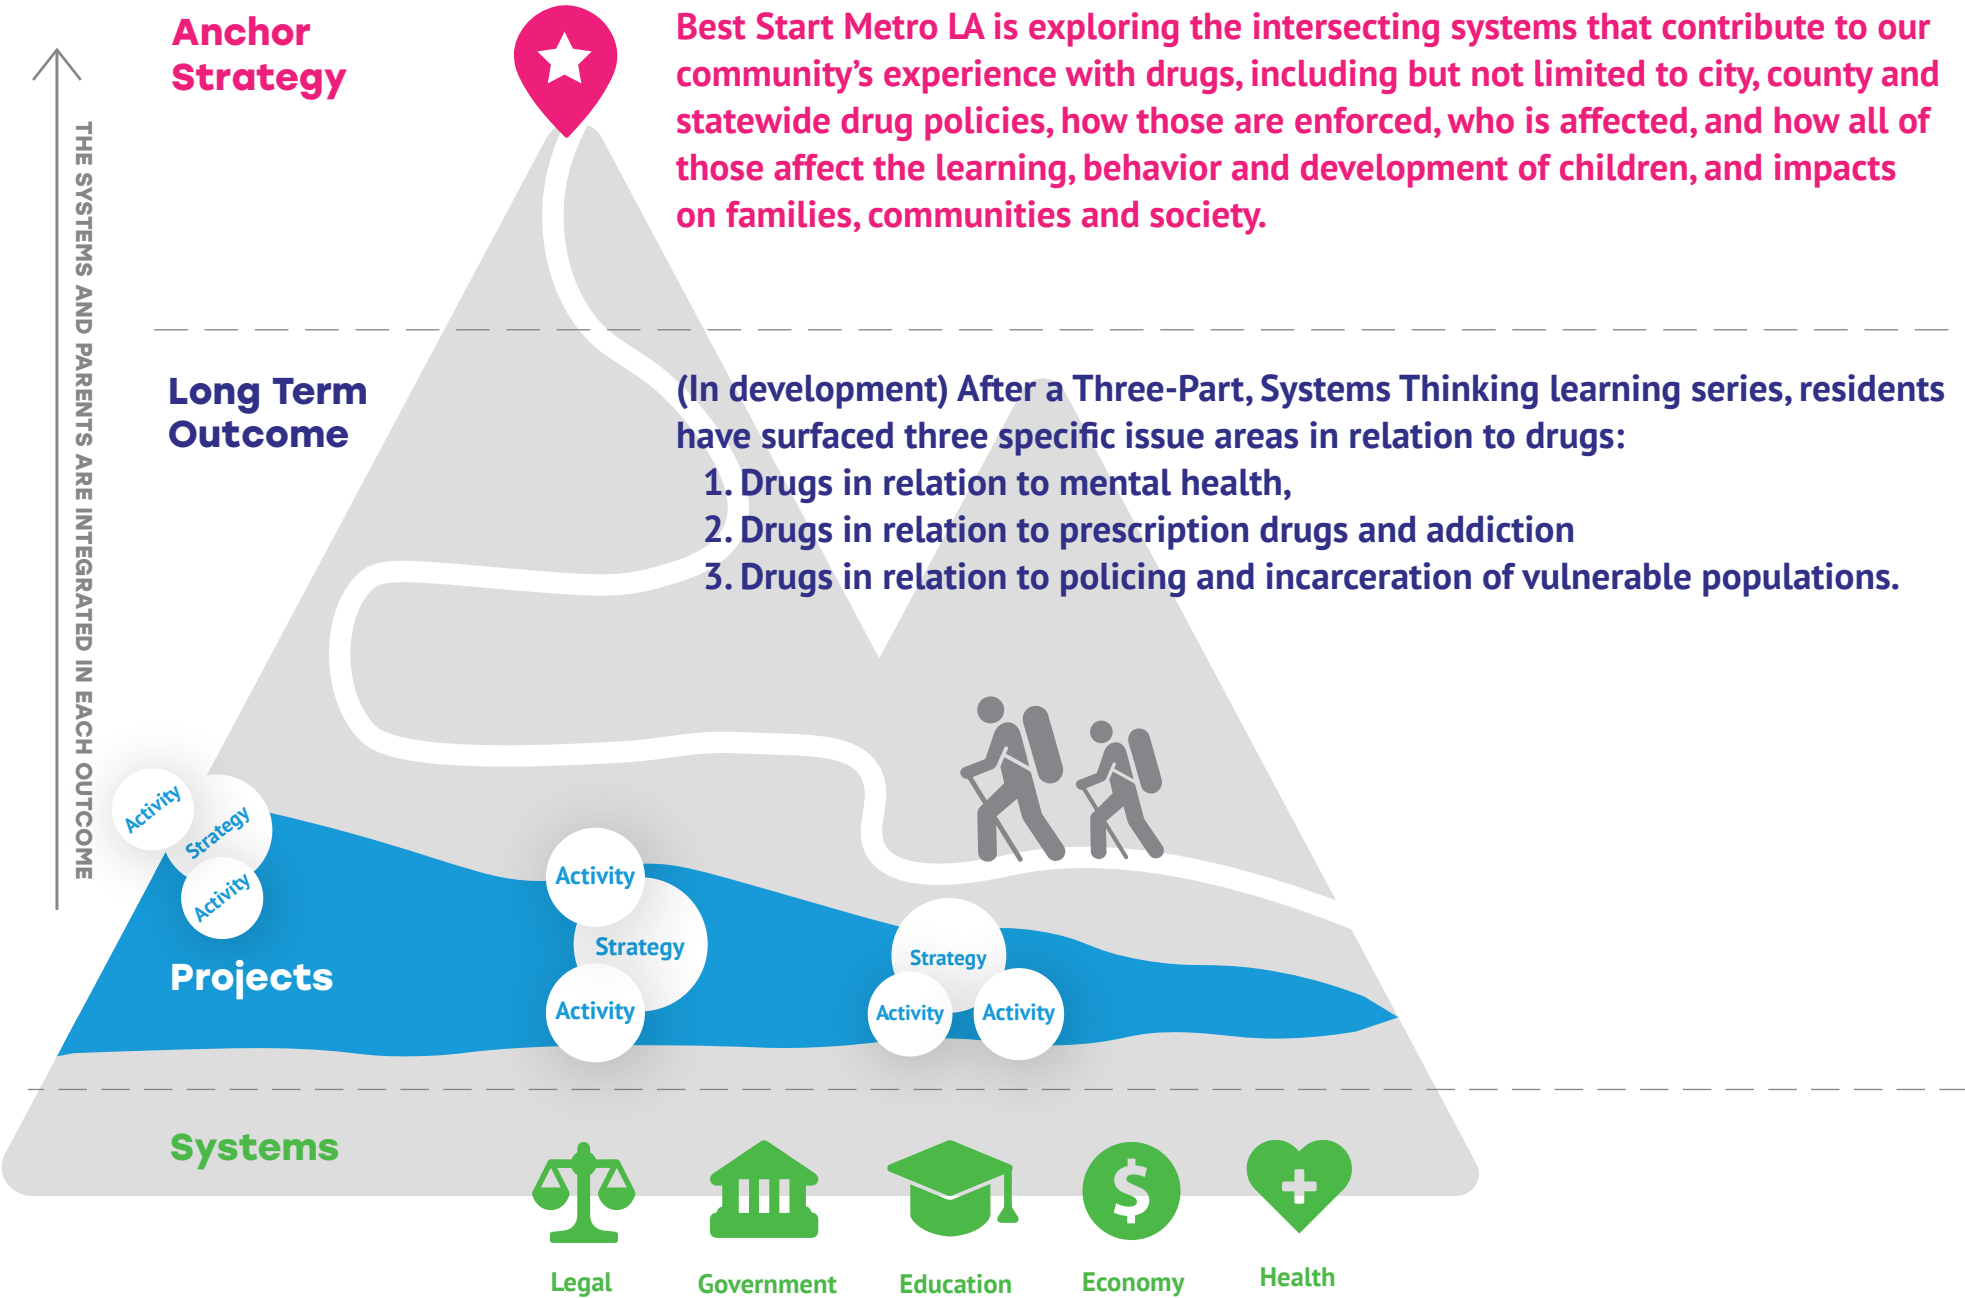 Anchor
Strategy
Best Start Metro LA is exploring the intersecting systems that contribute to our
community’s experience with drugs, including but not limited to city, county and
statewide drug policies, how those are enforced, who is affected, and how all of
those affect the learning, behavior and development of children, and impacts
on families, communities and society.
THE SYSTEMS AND PARENTS ARE INTEGRATED IN EACH OUTCOME
Long Term
Outcome
(In development) After a Three-Part, Systems Thinking learning series, residents
have surfaced three specific issue areas in relation to drugs:
1. Drugs in relation to mental health,
2. Drugs in relation to prescription drugs and addiction
3. Drugs in relation to policing and incarceration of vulnerable populations.
Activity
Strategy
Activity
Activity
Strategy
Activity
Strategy
Activity
Activity
Projects
Systems
Legal
Government
Education
Economy
Health
$